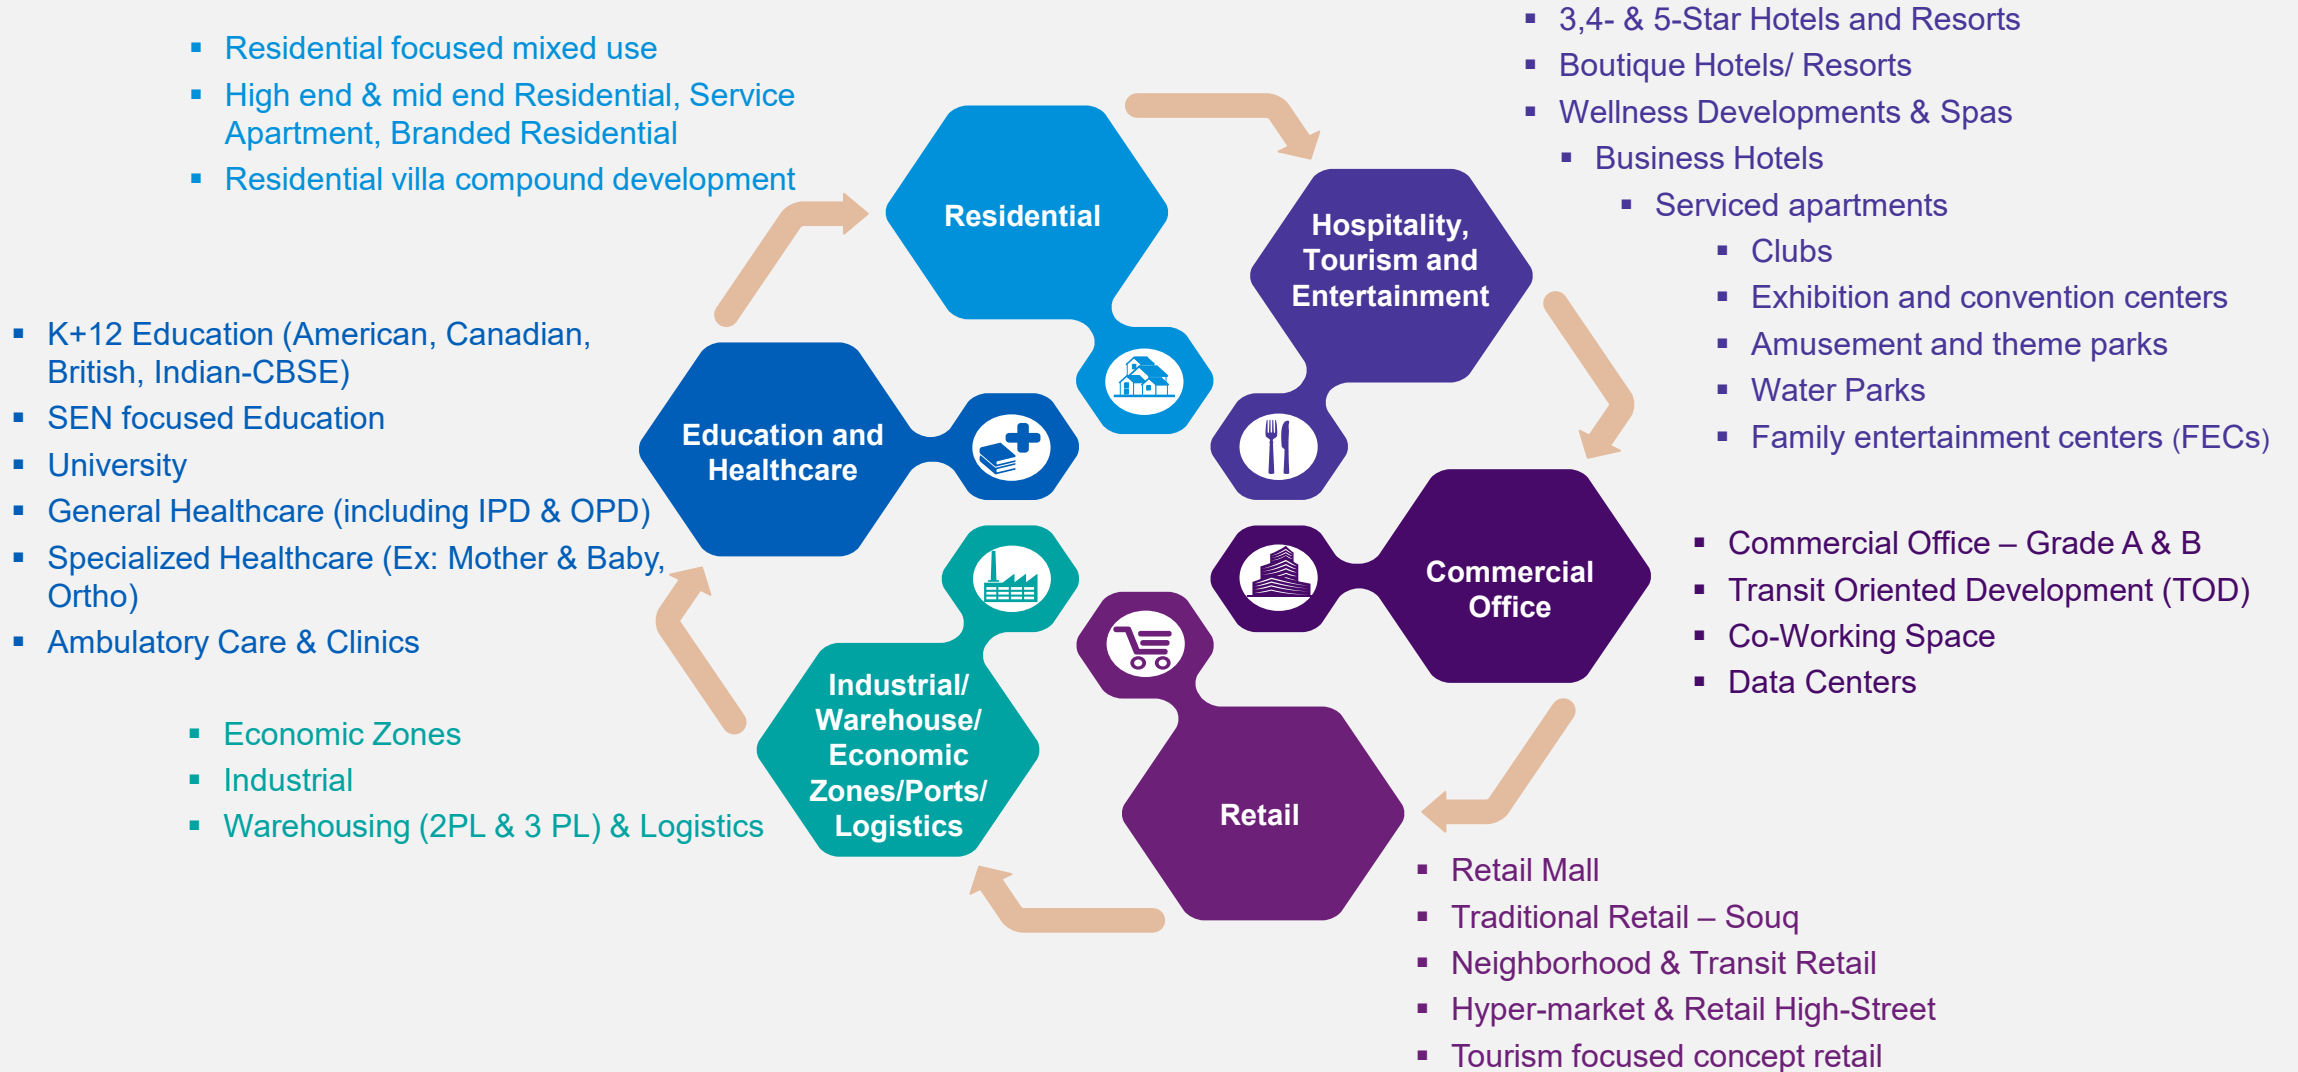 ▪ Residential focused mixed use
▪ High end & mid end Residential, Service
Apartment, Branded Residential
▪ Residential villa compound development
▪ 3,4- & 5-Star Hotels and Resorts
▪ Boutique Hotels/ Resorts
▪ Wellness Developments & Spas
▪ Business Hotels
▪ Serviced apartments
▪ Clubs
▪ Exhibition and convention centers
▪ Amusement and theme parks
▪ Water Parks
▪ Family entertainment centers (FECs)
Residential
Hospitality,
Tourism and
Entertainment
▪ K+12 Education (American, Canadian,
British, Indian-CBSE)
▪ SEN focused Education
▪ University
▪ General Healthcare (including IPD & OPD)
▪ Specialized Healthcare (Ex: Mother & Baby,
Ortho)
▪ Ambulatory Care & Clinics
Education and
Healthcare
Commercial
Office
▪ Commercial Office – Grade A & B
▪ Transit Oriented Development (TOD)
▪ Co-Working Space
▪ Data Centers
▪ Economic Zones
▪ Industrial
▪ Warehousing (2PL & 3 PL) & Logistics
Industrial/
Warehouse/
Economic
Zones/Ports/
Logistics
Retail
▪ Retail Mall
▪ Traditional Retail – Souq
▪ Neighborhood & Transit Retail
▪ Hyper-market & Retail High-Street
▪ Tourism focused concept retail